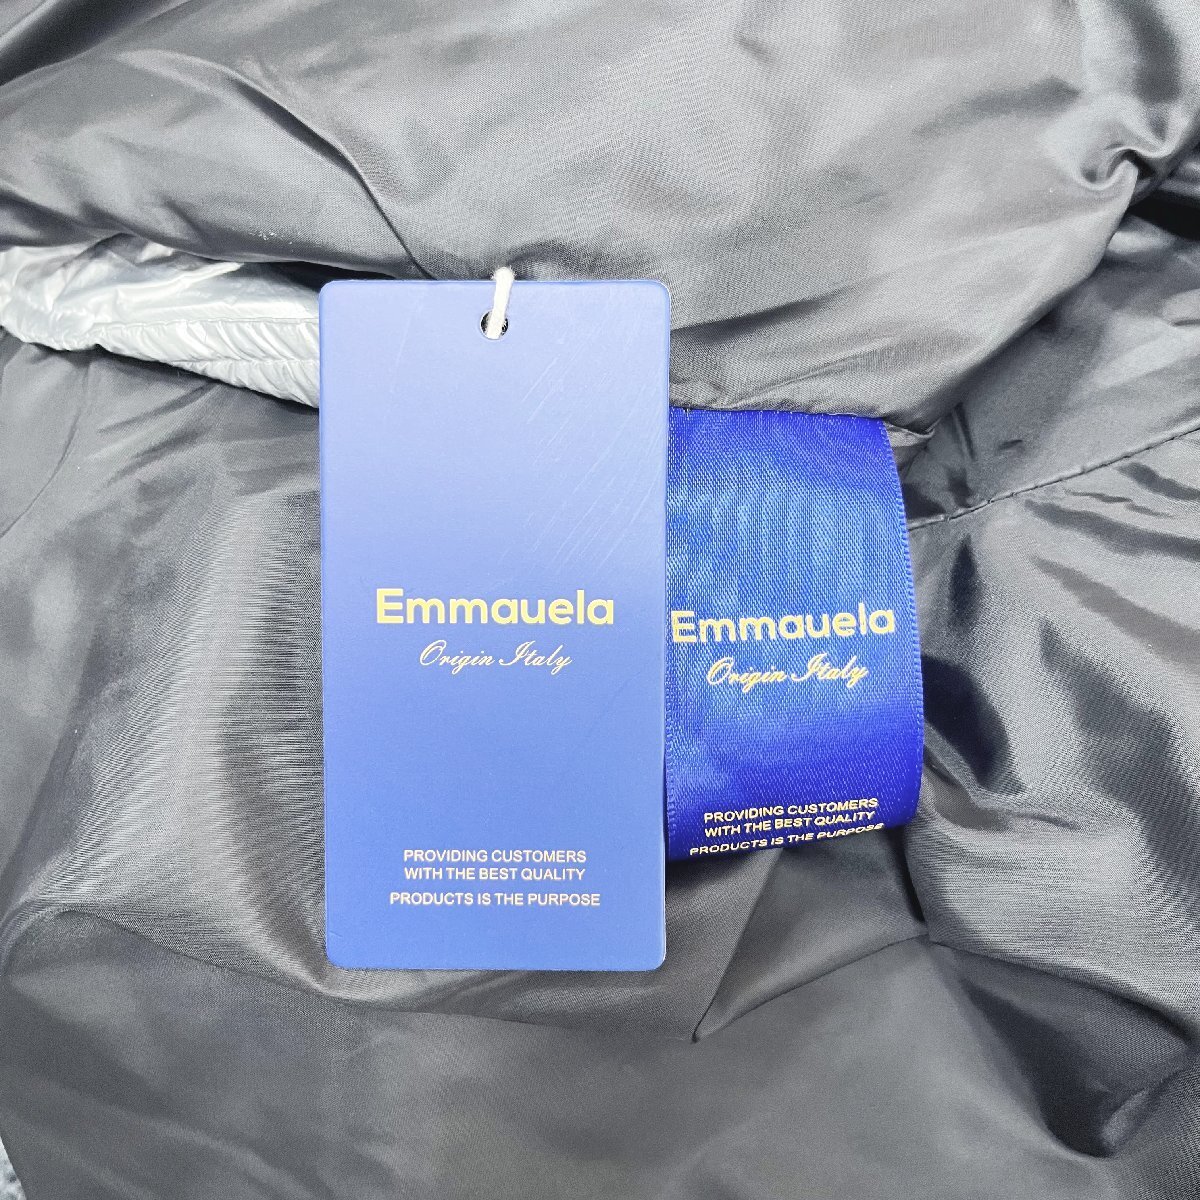 Emmauela
Origin Italy
PROVIDING CUSTOMERS
WITH THE BEST QUALITY
PRODUCTS IS THE PURPOSE
Emmauela
Origin Italy
PROVIDING CUSTOMERS
WITH THE BEST QUALITY
PRODUCTS IS THE PURPOSE